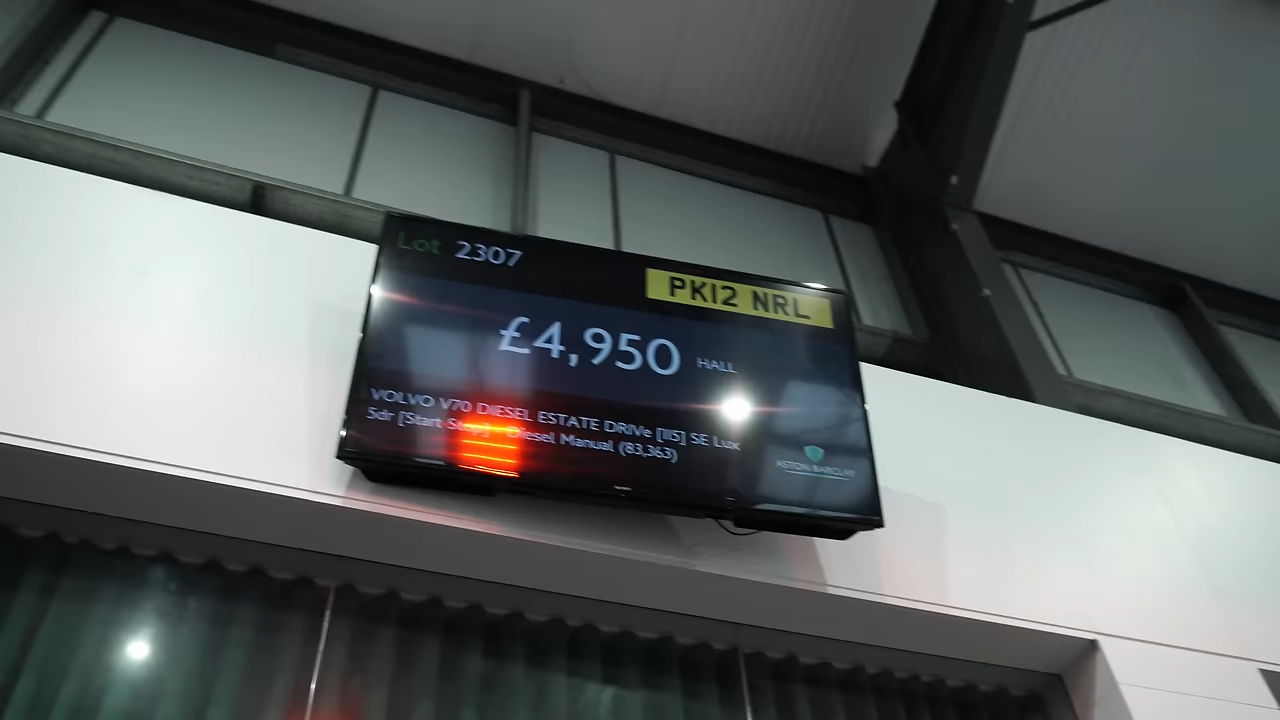 Lot 2307
PK12 NRL
£4,950 HALL
VOLVO V70 DIESEL ESTATE DRIVe [115] SE Lux
5dr [Start Stop] - Diesel Manual (83,363)
ASTON BARCLAY